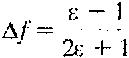 Δf = ε − 1 / 2ε + 1